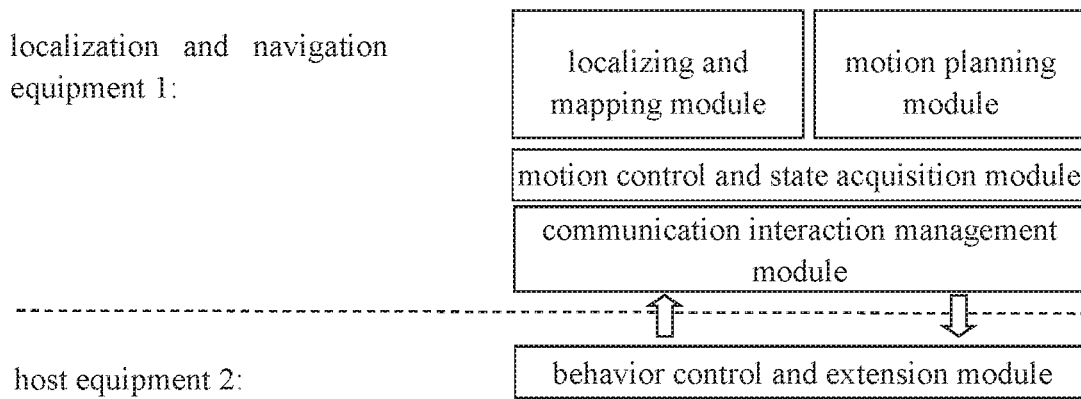 localization and navigation
equipment 1:
localizing and
mapping module
motion planning
module
motion control and state acquisition module
communication interaction management
module
host equipment 2:
behavior control and extension module